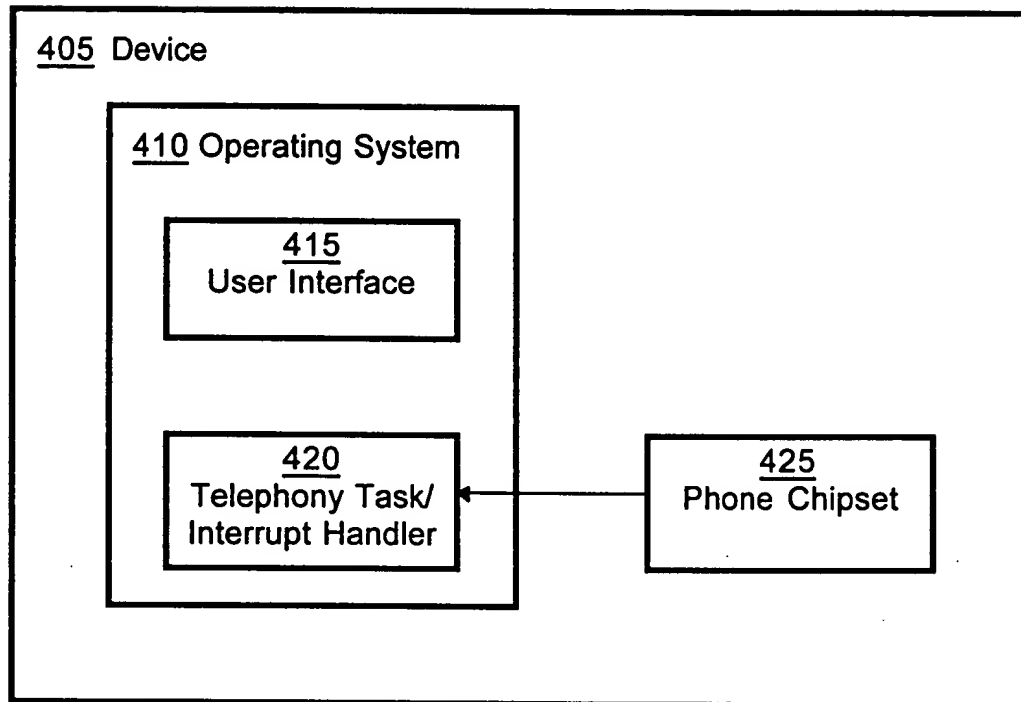 405 Device
410 Operating System
415
User Interface
420
Telephony Task/
Interrupt Handler
425
Phone Chipset